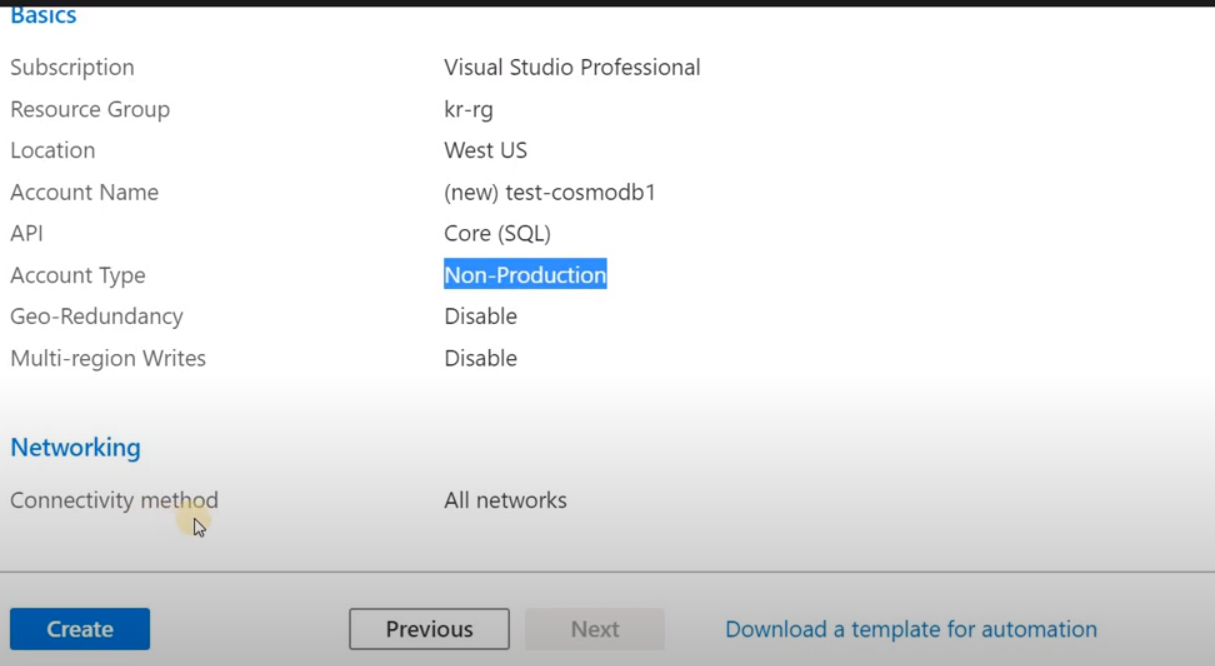 Basics
Subscription Visual Studio Professional
Resource Group kr-rg
Location West US
Account Name (new) test-cosmodb1
API Core (SQL)
Account Type Non-Production
Geo-Redundancy Disable
Multi-region Writes Disable
Networking
Connectivity method All networks
Create Previous Next Download a template for automation